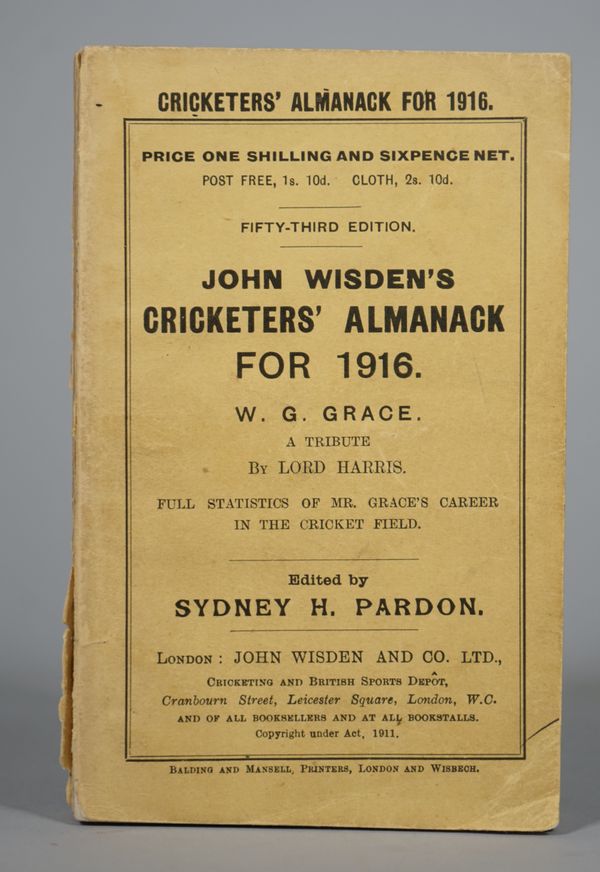 CRICKETERS' ALMANACK FOR 1916.
PRICE ONE SHILLING AND SIXPENCE NET.
POST FREE, 1s. 10d. CLOTH, 2s. 10d.
FIFTY-THIRD EDITION.
JOHN WISDEN'S
CRICKETERS' ALMANACK
FOR 1916.
W. G. GRACE.
A TRIBUTE
BY LORD HARRIS.
FULL STATISTICS OF MR. GRACE'S CAREER
IN THE CRICKET FIELD.
Edited by
SYDNEY H. PARDON.
LONDON: JOHN WISDEN AND CO. LTD.,
CRICKETING AND BRITISH SPORTS DEPÔT,
Cranbourn Street, Leicester Square, London, W.C.
AND OF ALL BOOKSELLERS AND AT ALL BOOKSTALLS.
Copyright under Act, 1911.
BALDING AND MANSELL, PRINTERS, LONDON AND WISBECH.